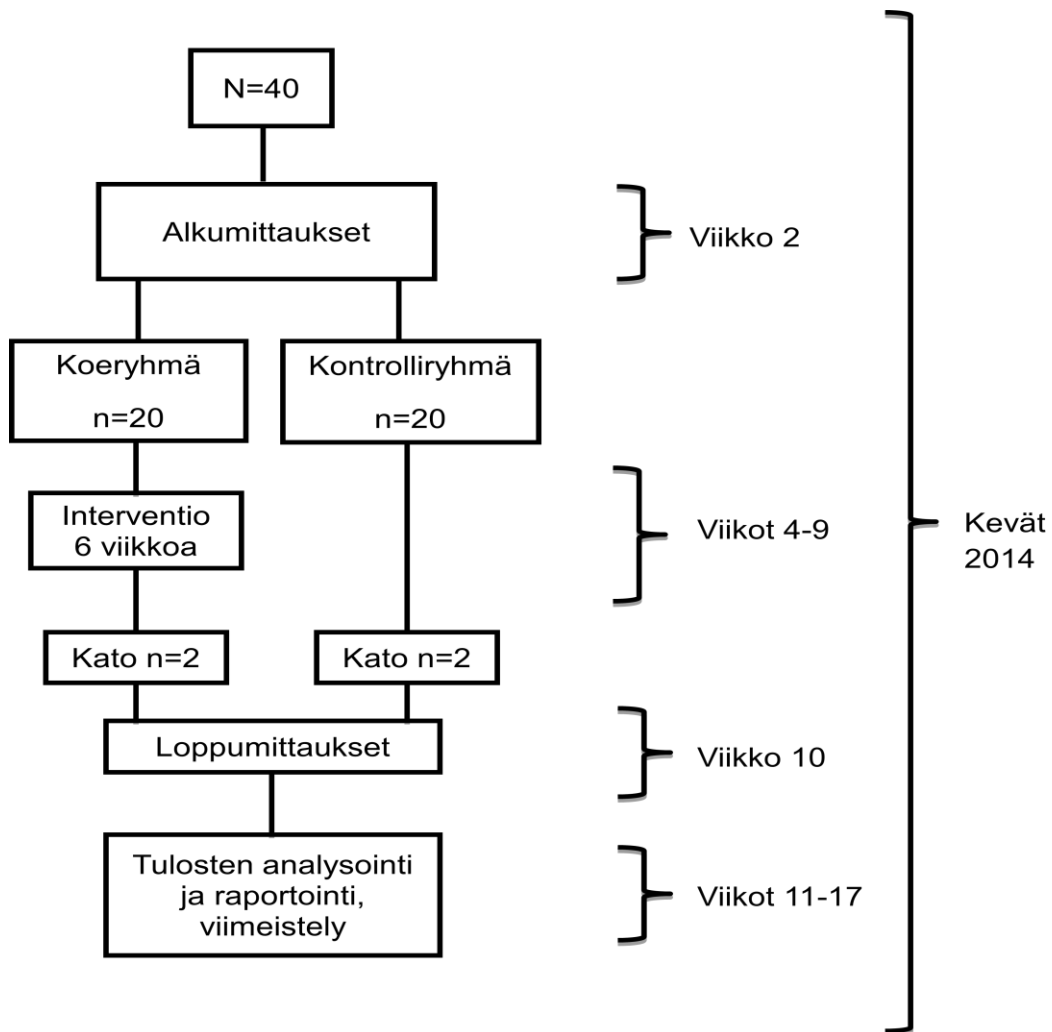 N=40
Alkumittaukset
Viikko 2
Koeryhmä
n=20
Kontrolliryhmä
n=20
Interventio
6 viikkoa
Viikot 4-9
Kevät
2014
Kato n=2
Kato n=2
Loppumittaukset
Viikko 10
Tulosten analysointi
ja raportointi,
viimeistely
Viikot 11-17